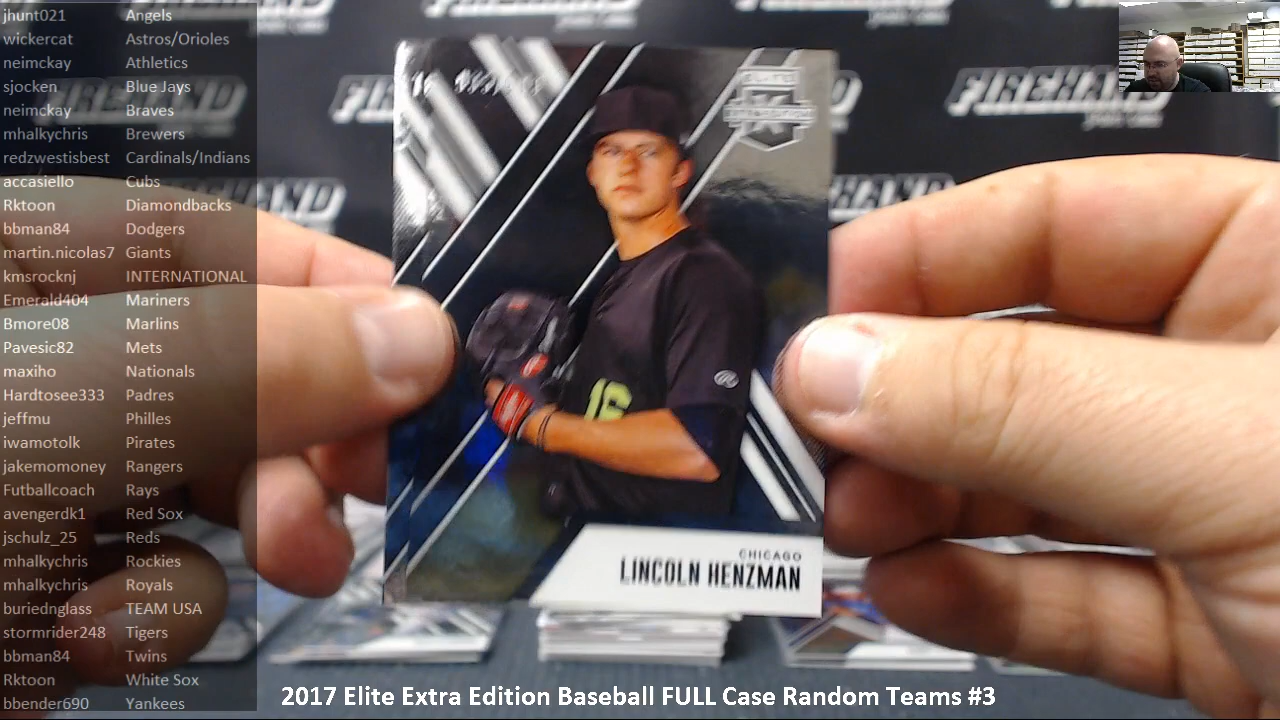 jhunt021 Angels
wickercat Astros/Orioles
neimckay Athletics
sjocken Blue Jays
neimckay Braves
mhalkychris Brewers
redzwestisbest Cardinals/Indians
accasiello Cubs
Rktoon Diamondbacks
bbman84 Dodgers
martin.nicolas7 Giants
kmsrocknj INTERNATIONAL
Emerald404 Mariners
Bmore08 Marlins
Pavesic82 Mets
maxiho Nationals
Hardtosee333 Padres
jeffmu Philles
iwamotolk Pirates
jakemomoney Rangers
Futballcoach Rays
avengerdk1 Red Sox
jschulz_25 Reds
mhalkychris Rockies
mhalkychris Royals
buriednglass TEAM USA
stormrider248 Tigers
bbman84 Twins
Rktoon White Sox
bbender690 Yankees
FIREHAND
16
CHICAGO
LINCOLN HENZMAN
2017 Elite Extra Edition Baseball FULL Case Random Teams #3